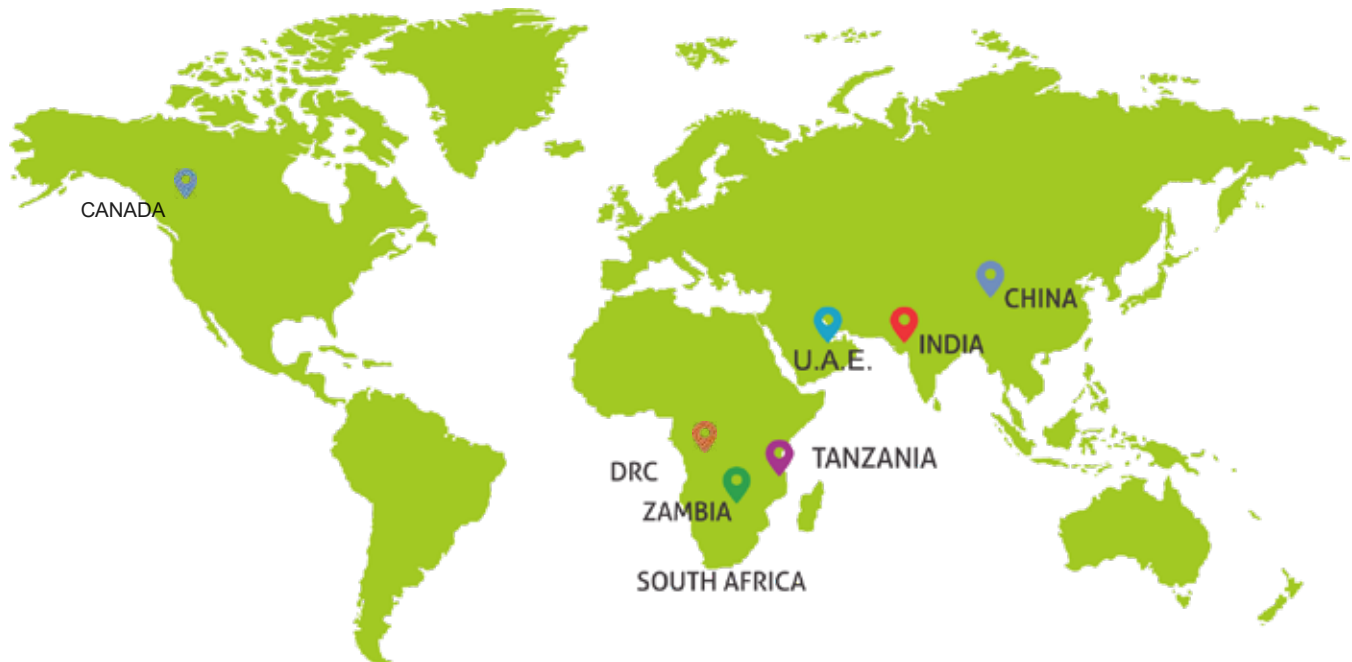 CANADA
CHINA
INDIA
U.A.E.
TANZANIA
DRC
ZAMBIA
SOUTH AFRICA